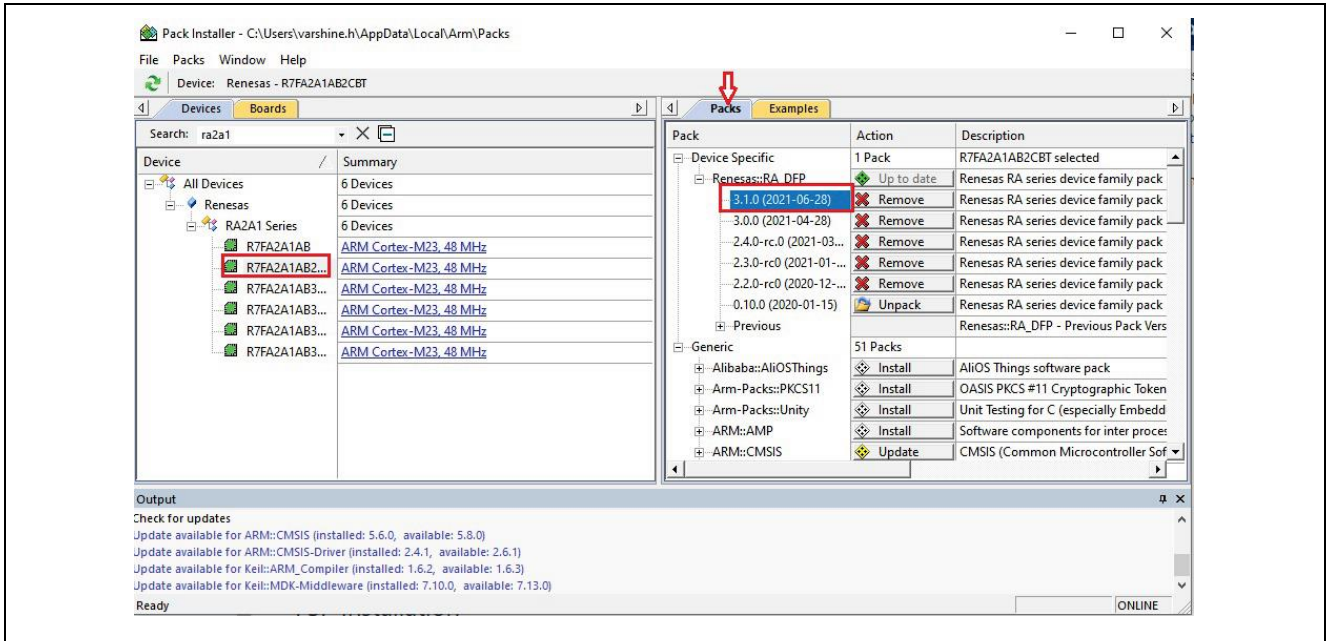 Pack Installer - C:\Users\varshine.h\AppData\Local\Arm\Packs
File Packs Window Help
Device: Renesas - R7FA2A1AB2CBT
Devices Boards
Search: ra2a1
Device / Summary
All Devices 6 Devices
Renesas 6 Devices
RA2A1 Series 6 Devices
R7FA2A1AB ARM Cortex-M23, 48 MHz
R7FA2A1AB2... ARM Cortex-M23, 48 MHz
R7FA2A1AB3... ARM Cortex-M23, 48 MHz
R7FA2A1AB3... ARM Cortex-M23, 48 MHz
R7FA2A1AB3... ARM Cortex-M23, 48 MHz
R7FA2A1AB3... ARM Cortex-M23, 48 MHz
Packs Examples
Pack Action Description
Device Specific 1 Pack R7FA2A1AB2CBT selected
Renesas::RA_DFP Up to date Renesas RA series device family pack
3.1.0 (2021-06-28) Remove Renesas RA series device family pack
3.0.0 (2021-04-28) Remove Renesas RA series device family pack
2.4.0-rc.0 (2021-03... Remove Renesas RA series device family pack
2.3.0-rc0 (2021-01-... Remove Renesas RA series device family pack
2.2.0-rc0 (2020-12-... Remove Renesas RA series device family pack
0.10.0 (2020-01-15) Unpack Renesas RA series device family pack
Previous Renesas::RA_DFP - Previous Pack Vers
Generic 51 Packs
Alibaba::AliOSThings Install AliOS Things software pack
Arm-Packs::PKCS11 Install OASIS PKCS #11 Cryptographic Token
Arm-Packs::Unity Install Unit Testing for C (especially Embedd
ARM::AMP Install Software components for inter proces
ARM::CMSIS Update CMSIS (Common Microcontroller Sof
Output
Check for updates
Update available for ARM::CMSIS (installed: 5.6.0, available: 5.8.0)
Update available for ARM::CMSIS-Driver (installed: 2.4.1, available: 2.6.1)
Update available for Keil::ARM_Compiler (installed: 1.6.2, available: 1.6.3)
Update available for Keil::MDK-Middleware (installed: 7.10.0, available: 7.13.0)
Ready ONLINE